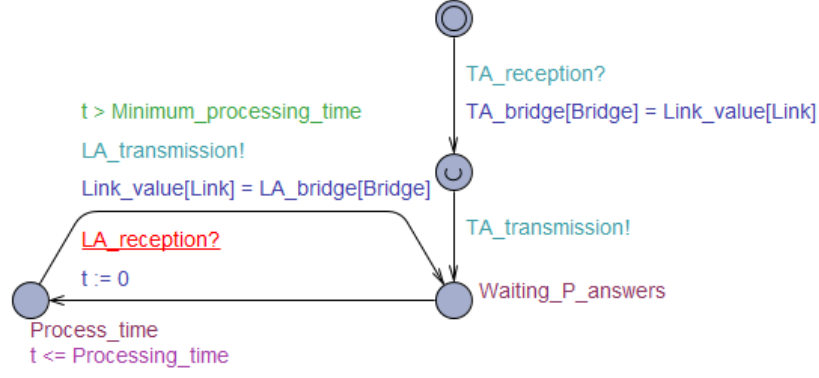 TA_reception?
TA_bridge[Bridge] = Link_value[Link]
t > Minimum_processing_time
LA_transmission!
Link_value[Link] = LA_bridge[Bridge]
TA_transmission!
LA_reception?
t := 0
Waiting_P_answers
Process_time
t <= Processing_time